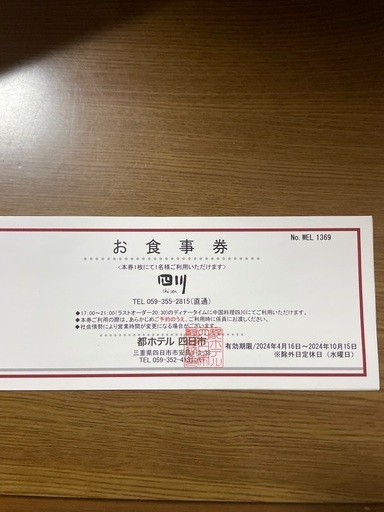 No.WEL 1369
お食事券
〈本券1枚にて1名様ご利用いただけます〉
四川
TEL 059-355-2815(直通)
●17:00～21:00(ラストオーダー20:30)のディナータイムに中国料理四川にてご利用いただけます。
●本券ご利用の際は、あらかじめご予約のうえ、ご利用時に係員にお渡しください。
●社会情勢により営業時間が変更になる場合がございます。
都ホテル 四日市
有効期限/2024年4月16日～2024年10月15日
三重県四日市市安島1-3-38
※除外日定休日(水曜日)
TEL 059-352-4131